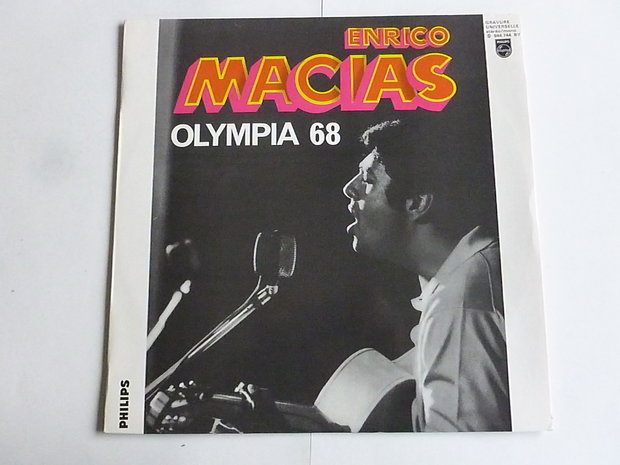 ENRICO
MACIAS
OLYMPIA 68
GRAVURE
UNIVERSELLE
PHILIPS